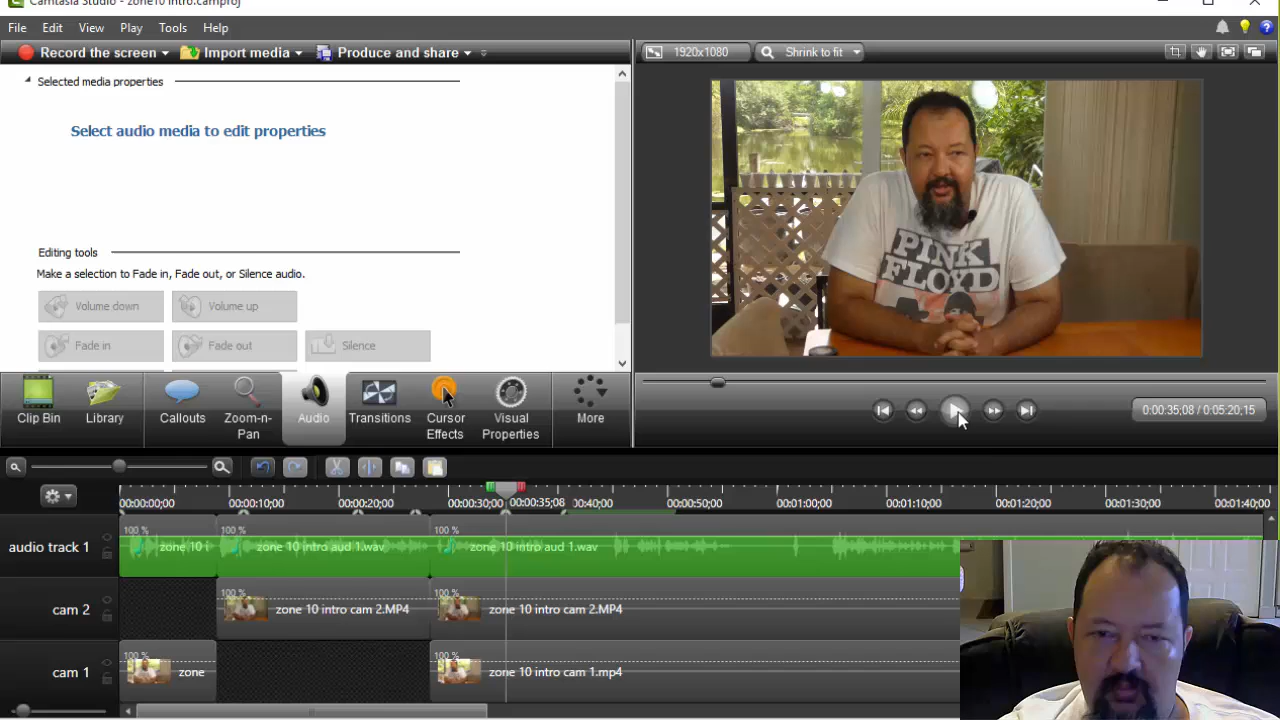 Camtasia Studio - zone10 intro.camproj
File Edit View Play Tools Help
Record the screen Import media Produce and share
1920x1080 Shrink to fit
Selected media properties
Select audio media to edit properties
PINK
FLOYD
Editing tools
Make a selection to Fade in, Fade out, or Silence audio.
Volume down Volume up
Fade in Fade out Silence
Clip Bin Library Callouts Zoom-n-Pan Audio Transitions Cursor Effects Visual Properties More
0:00:35;08 / 0:05:20;15
00:00:00;00 00:00:10;00 00:00:20;00 00:00:30;00 00:00:35;08 00:40;00 00:00:50;00 00:01:00;00 00:01:10;00 00:01:20;00 00:01:30;00 00:01:40;00
100 % 100 % 100 %
audio track 1 zone 10 i zone 10 intro aud 1.wav zone 10 intro aud 1.wav
100 % 100 %
cam 2 zone 10 intro cam 2.MP4 zone 10 intro cam 2.MP4
100 % 100 %
cam 1 zone zone 10 intro cam 1.mp4